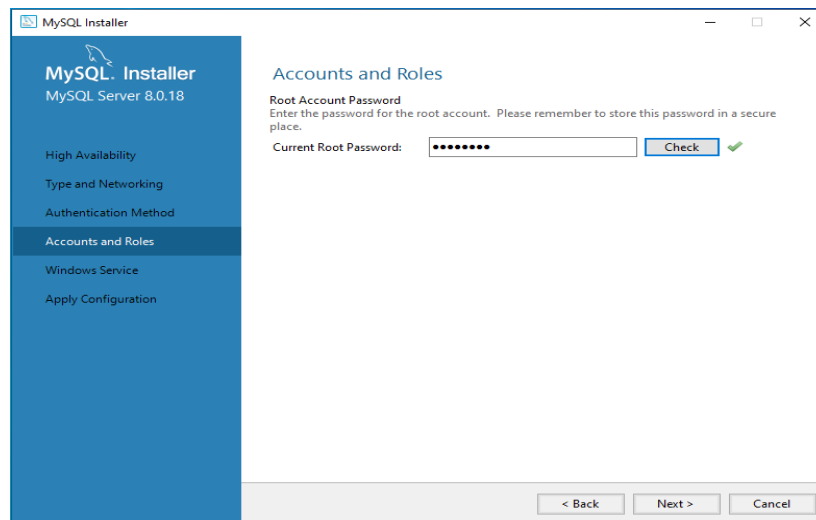 MySQL Installer
MySQL. Installer
MySQL Server 8.0.18
High Availability
Type and Networking
Authentication Method
Accounts and Roles
Windows Service
Apply Configuration
Accounts and Roles
Root Account Password
Enter the password for the root account. Please remember to store this password in a secure
place.
Current Root Password: ●●●●●●●● Check
< Back Next > Cancel